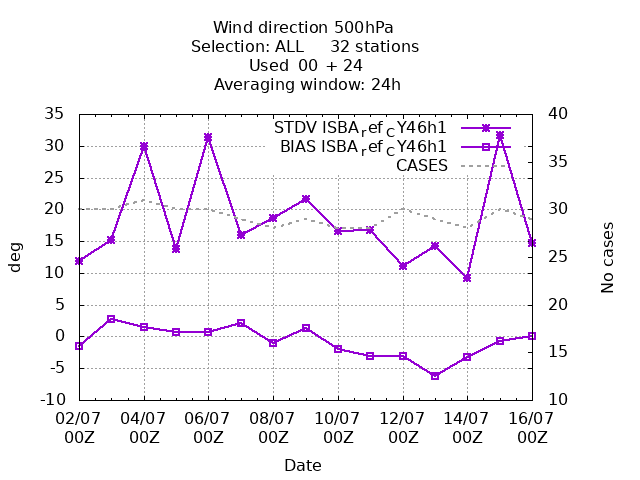 Wind direction 500hPa
Selection: ALL 32 stations
Used 00 + 24
Averaging window: 24h
STDV ISBA_ref_CY46h1
BIAS ISBA_ref_CY46h1
CASES
35
30
25
20
15
10
5
0
-5
-10
deg
40
35
30
25
20
15
10
No cases
02/07 04/07 06/07 08/07 10/07 12/07 14/07 16/07
00Z 00Z 00Z 00Z 00Z 00Z 00Z 00Z
Date